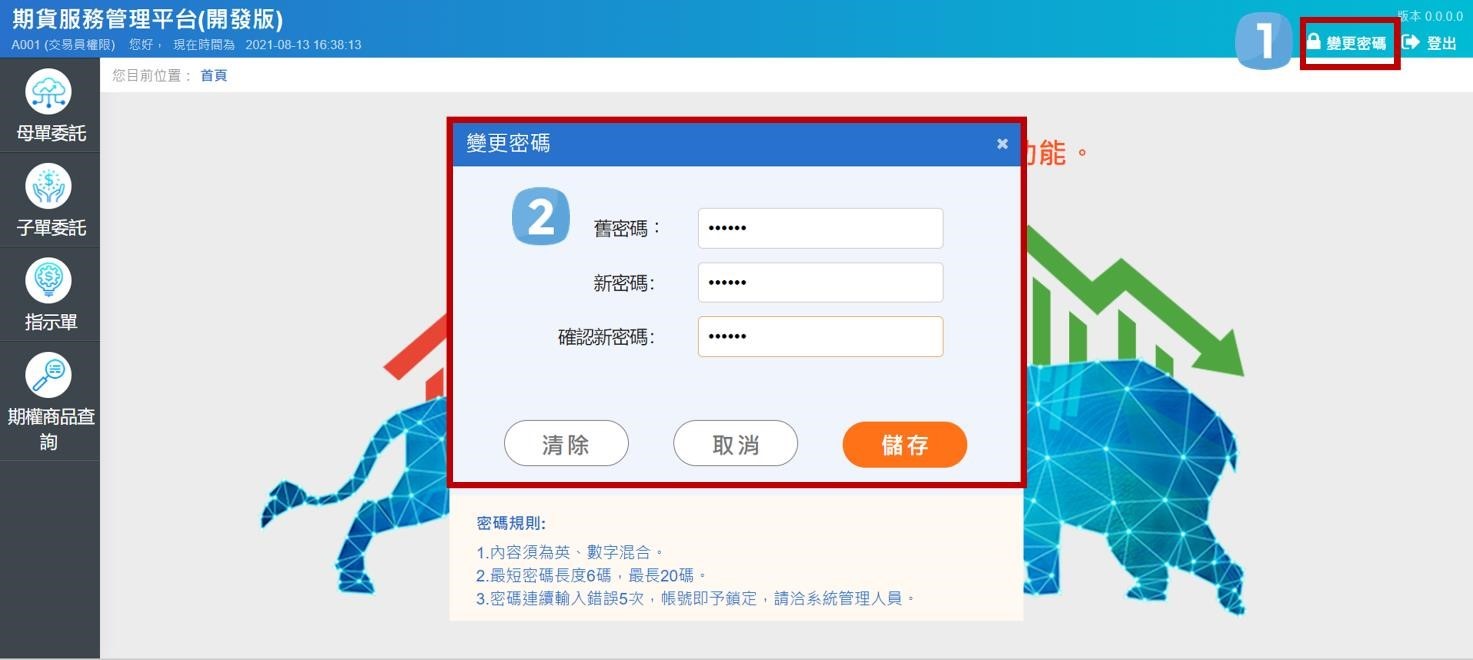 期貨服務管理平台(開發版)
版本 0.0.0.0
A001 (交易員權限) 您好， 現在時間為 2021-08-13 16:38:13
1
變更密碼
登出
您目前位置： 首頁
母單委託
子單委託
指示單
期權商品查
詢
功能。
變更密碼
2
舊密碼：
••••••
新密碼:
••••••
確認新密碼:
••••••
清除
取消
儲存
密碼規則:
1.內容須為英、數字混合。
2.最短密碼長度6碼，最長20碼。
3.密碼連續輸入錯誤5次，帳號即予鎖定，請洽系統管理人員。